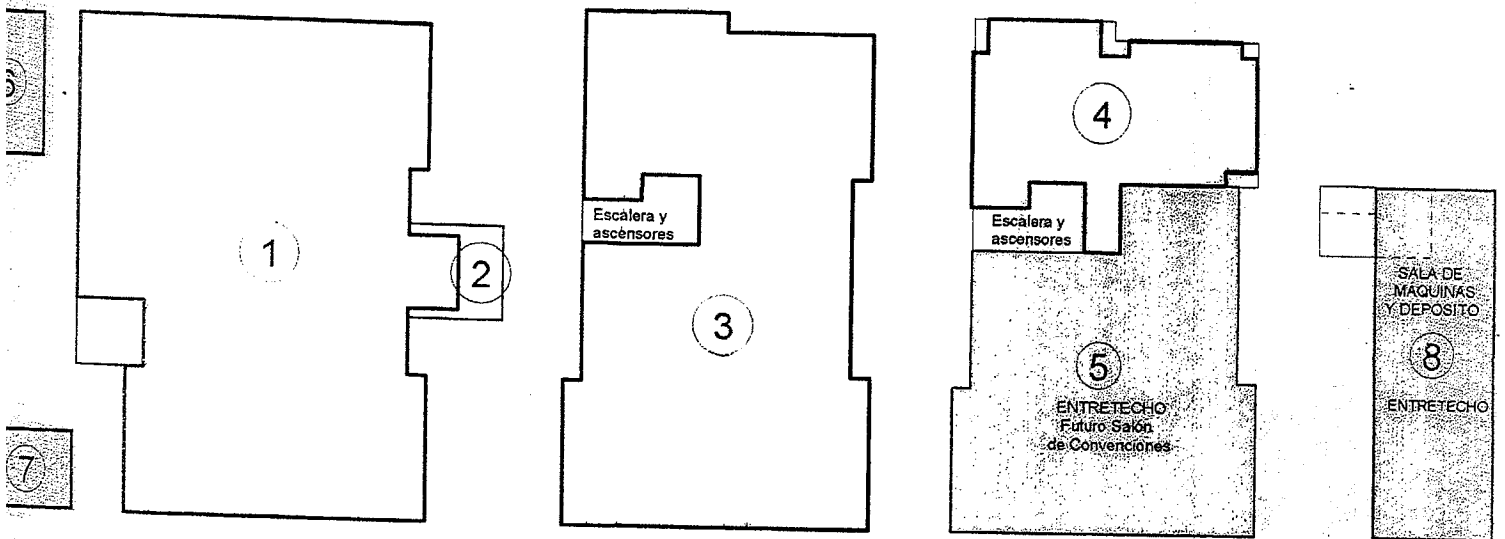 6
1
2
7
Escalera y
ascensores
3
4
Escalera y
ascensores
5
ENTRETECHO
Futuro Salón
de Convenciones
SALA DE
MAQUINAS
Y DEPOSITO
8
ENTRETECHO